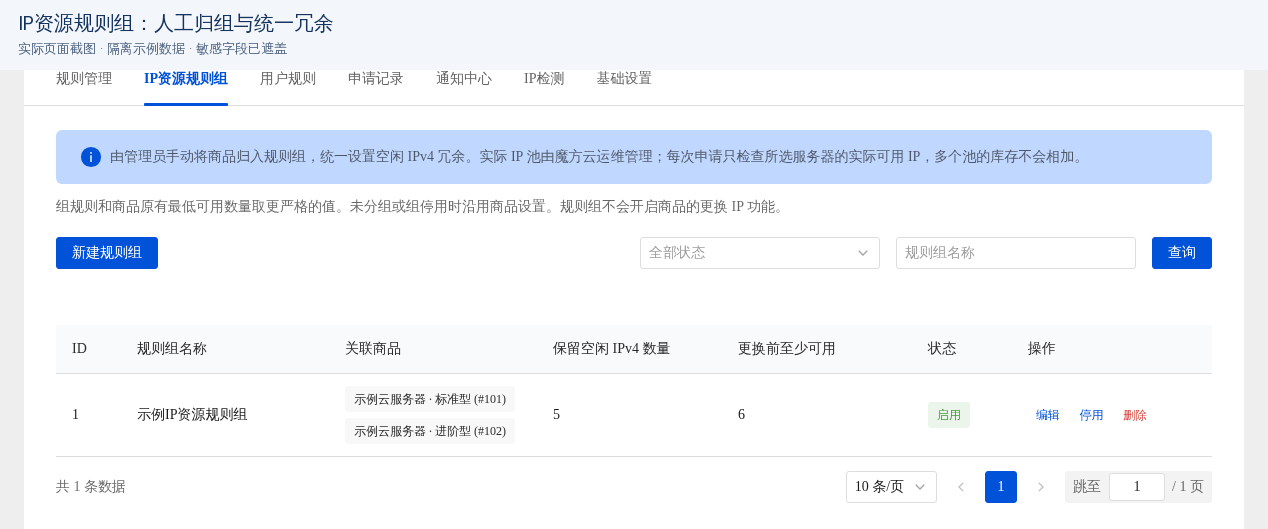 IP资源规则组：人工归组与统一冗余
实际页面截图 · 隔离示例数据 · 敏感字段已遮盖
规则管理 IP资源规则组 用户规则 申请记录 通知中心 IP检测 基础设置
由管理员手动将商品归入规则组，统一设置空闲 IPv4 冗余。实际 IP 池由魔方云运维管理；每次申请只检查所选服务器的实际可用 IP，多个池的库存不会相加。
组规则和商品原有最低可用数量取更严格的值。未分组或组停用时沿用商品设置。规则组不会开启商品的更换 IP 功能。
新建规则组 全部状态 规则组名称 查询
ID 规则组名称 关联商品 保留空闲 IPv4 数量 更换前至少可用 状态 操作
示例云服务器 · 标准型 (#101)
1 示例IP资源规则组 5 6 启用 编辑 停用 删除
示例云服务器 · 进阶型 (#102)
共 1 条数据 10 条/页 1 跳至 1 / 1 页